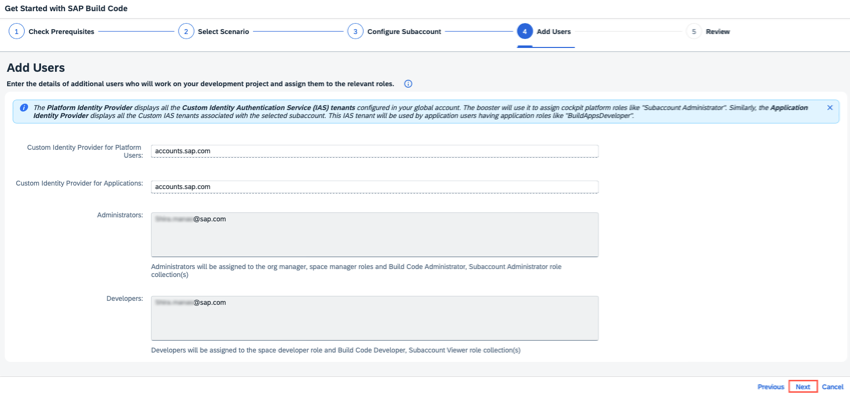 Get Started with SAP Build Code
1 Check Prerequisites 2 Select Scenario 3 Configure Subaccount 4 Add Users 5 Review
Add Users
Enter the details of additional users who will work on your development project and assign them to the relevant roles.
The Platform Identity Provider displays all the Custom Identity Authentication Service (IAS) tenants configured in your global account. The booster will use it to assign cockpit platform roles like "Subaccount Administrator". Similarly, the Application
Identity Provider displays all the Custom IAS tenants associated with the selected subaccount. This IAS tenant will be used by application users having application roles like "BuildAppsDeveloper".
Custom Identity Provider for Platform
Users:
accounts.sap.com
Custom Identity Provider for Applications:
accounts.sap.com
Administrators:
@sap.com
Administrators will be assigned to the org manager, space manager roles and Build Code Administrator, Subaccount Administrator role
collection(s)
Developers:
@sap.com
Developers will be assigned to the space developer role and Build Code Developer, Subaccount Viewer role collection(s)
Previous Next Cancel